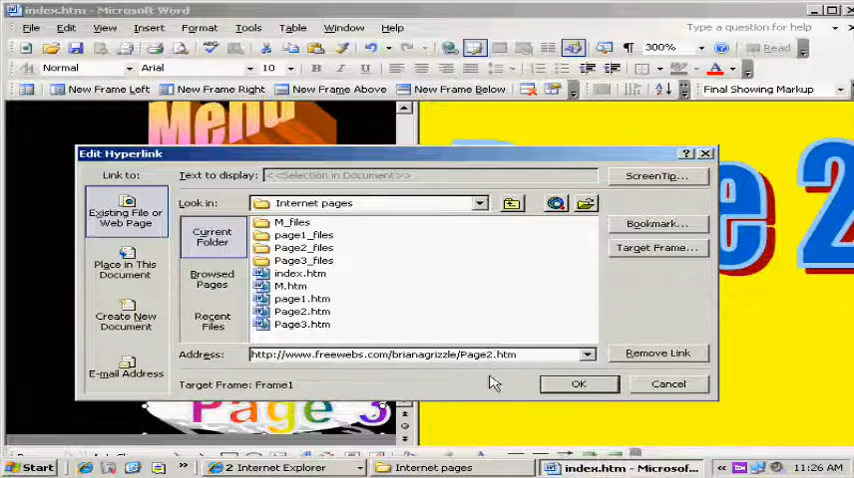 index.htm - Microsoft Word
File Edit View Insert Format Tools Table Window Help Type a question for help
300% Read
Normal Arial 10 B I U
New Frame Left New Frame Right New Frame Above New Frame Below Final Showing Markup
Menu
Page 2
Edit Hyperlink
Link to: Text to display: <<Selection in Document>> ScreenTip...
Existing File or Web Page
Look in: Internet pages
Current Folder
M_files
page1_files
Page2_files
Page3_files
index.htm
M.htm
page1.htm
Page2.htm
Page3.htm
Bookmark...
Target Frame...
Place in This Document
Browsed Pages
Create New Document
Recent Files
Address: http://www.freewebs.com/brianagrizzle/Page2.htm Remove Link
E-mail Address
Target Frame: Frame1 OK Cancel
Page 3
Start 2 Internet Explorer Internet pages index.htm - Microsof... 11:26 AM